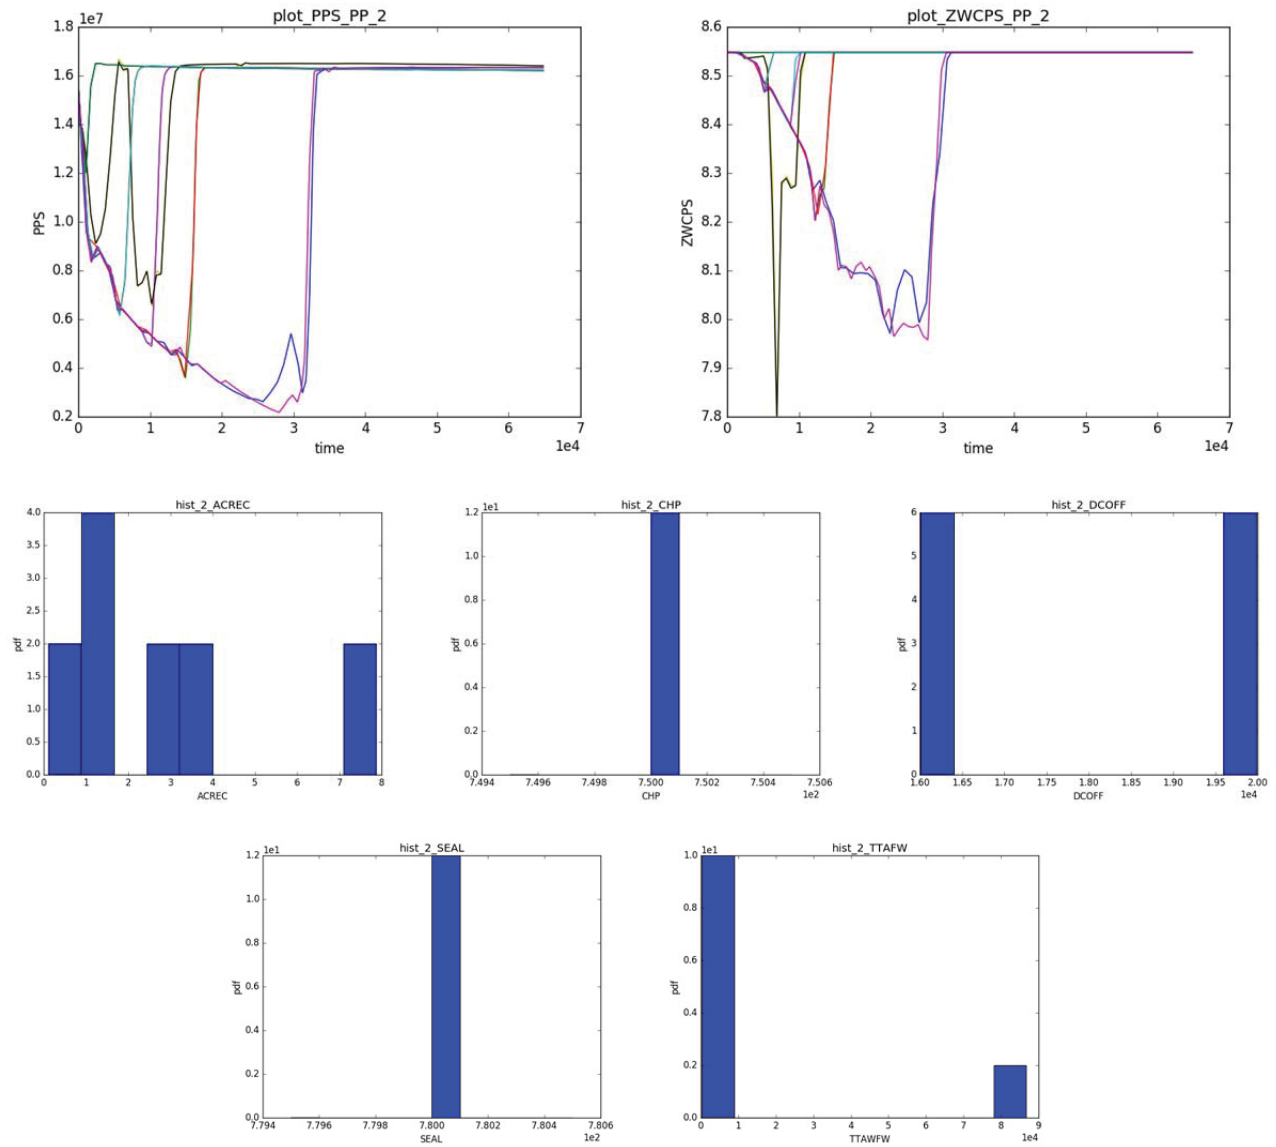 plot_PPS_PP_2
1e7
1.8
1.6
1.4
1.2
1.0
0.8
0.6
0.4
0.2
PPS
0 1 2 3 4 5 6 7
time
1e4
plot_ZWCPS_PP_2
8.6
8.5
8.4
8.3
8.2
8.1
8.0
7.9
7.8
ZWCPS
0 1 2 3 4 5 6 7
time
1e4
hist_2_ACREC
4.0
3.5
3.0
2.5
2.0
1.5
1.0
0.5
0.0
pdf
0 1 2 3 4 5 6 7 8
ACREC
hist_2_CHP
1e1
1.2
1.0
0.8
0.6
0.4
0.2
0.0
pdf
7.494 7.496 7.498 7.500 7.502 7.504 7.506
1e2
CHP
hist_2_DCOFF
6
5
4
3
2
1
0
pdf
1.60 1.65 1.70 1.75 1.80 1.85 1.90 1.95 2.00
1e4
DCOFF
hist_2_SEAL
1e1
1.2
1.0
0.8
0.6
0.4
0.2
0.0
pdf
7.794 7.796 7.798 7.800 7.802 7.804 7.806
1e2
SEAL
hist_2_TTAFW
1e1
1.0
0.8
0.6
0.4
0.2
0.0
pdf
0 1 2 3 4 5 6 7 8 9
1e4
TTAWFW